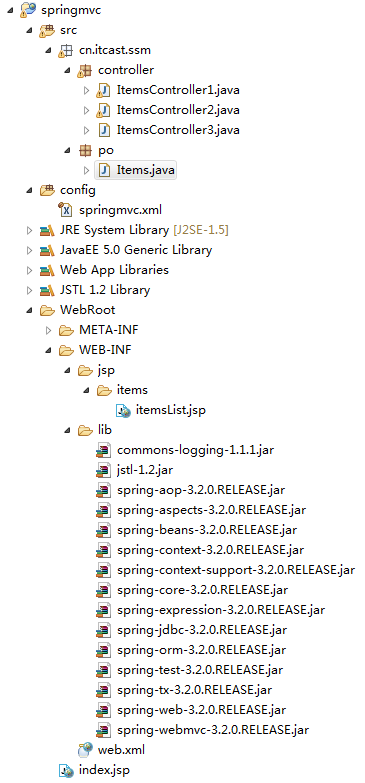 springmvc
src
cn.itcast.ssm
controller
ItemsController1.java
ItemsController2.java
ItemsController3.java
po
Items.java
config
springmvc.xml
JRE System Library [J2SE-1.5]
JavaEE 5.0 Generic Library
Web App Libraries
JSTL 1.2 Library
WebRoot
META-INF
WEB-INF
jsp
items
itemsList.jsp
lib
commons-logging-1.1.1.jar
jstl-1.2.jar
spring-aop-3.2.0.RELEASE.jar
spring-aspects-3.2.0.RELEASE.jar
spring-beans-3.2.0.RELEASE.jar
spring-context-3.2.0.RELEASE.jar
spring-context-support-3.2.0.RELEASE.jar
spring-core-3.2.0.RELEASE.jar
spring-expression-3.2.0.RELEASE.jar
spring-jdbc-3.2.0.RELEASE.jar
spring-orm-3.2.0.RELEASE.jar
spring-test-3.2.0.RELEASE.jar
spring-tx-3.2.0.RELEASE.jar
spring-web-3.2.0.RELEASE.jar
spring-webmvc-3.2.0.RELEASE.jar
web.xml
index.jsp